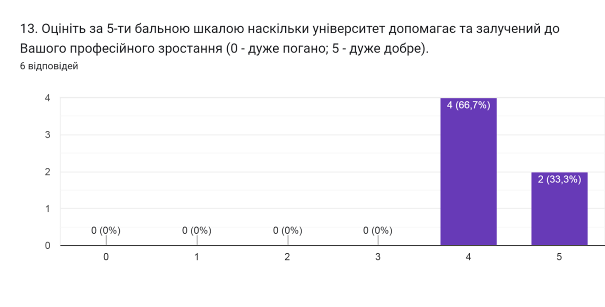 13. Оцініть за 5-ти бальною шкалою наскільки університет допомагає та залучений до
Вашого професійного зростання (0 - дуже погано; 5 - дуже добре).
6 відповідей
4
3
2
1
0
4 (66,7%)
2 (33,3%)
0 (0%) 0 (0%) 0 (0%) 0 (0%)
0 1 2 3 4 5